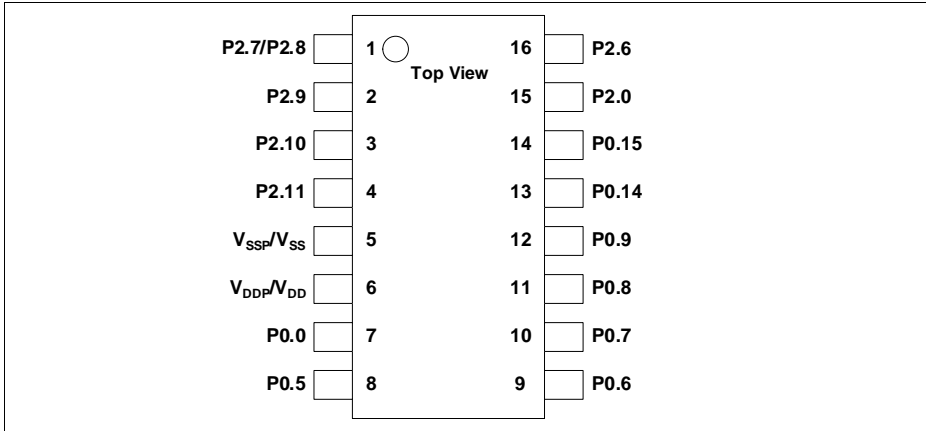 P2.7/P2.8 1 16 P2.6
Top View
P2.9 2 15 P2.0
P2.10 3 14 P0.15
P2.11 4 13 P0.14
VSSP/VSS 5 12 P0.9
VDDP/VDD 6 11 P0.8
P0.0 7 10 P0.7
P0.5 8 9 P0.6